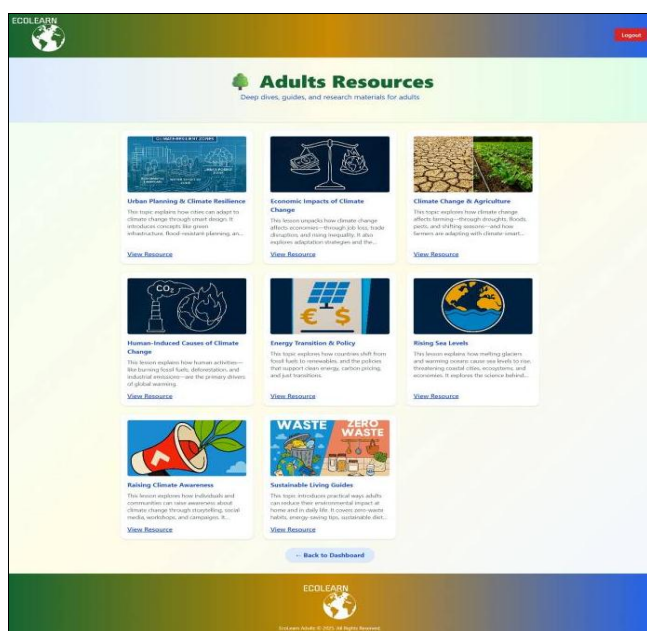 ECOLEARN
Logout
Adults Resources
Deep dives, guides, and research materials for adults
CLIMATE-RESILIENT ZONES
Urban Planning & Climate Resilience
This topic explains how cities can adapt to
climate change through smart design. It
introduces concepts like green
infrastructure, flood-resistant planning, an...
View Resource
Economic Impacts of Climate
Change
This lesson unpacks how climate change
affects economies—through job loss, trade
disruption, and rising inequality. It also
explores adaptation strategies and the...
View Resource
Climate Change & Agriculture
This topic explores how climate change
affects farming—through droughts, floods,
pests, and shifting seasons—and how
farmers are adapting with climate-smart...
View Resource
CO₂
Human-Induced Causes of Climate
Change
This lesson explains how human activities—
like burning fossil fuels, deforestation, and
industrial emissions—are the primary drivers
of global warming.
View Resource
€ $
Energy Transition & Policy
This topic explores how countries shift from
fossil fuels to renewables, and the policies
that support clean energy, carbon pricing,
and just transitions.
View Resource
Rising Sea Levels
This lesson explains how melting glaciers
and warming oceans cause sea levels to rise,
threatening coastal cities, ecosystems, and
economies. It explores the science behind...
View Resource
Raising Climate Awareness
This lesson explores how individuals and
communities can raise awareness about
climate change through storytelling, social
media, workshops, and campaigns. It...
View Resource
WASTE
ZERO
WASTE
Sustainable Living Guides
This topic introduces practical ways adults
can reduce their environmental impact at
home and in daily life. It covers zero-waste
habits, energy-saving tips, sustainable diet...
View Resource
← Back to Dashboard
ECOLEARN
EcoLearn Adults © 2025. All Rights Reserved.